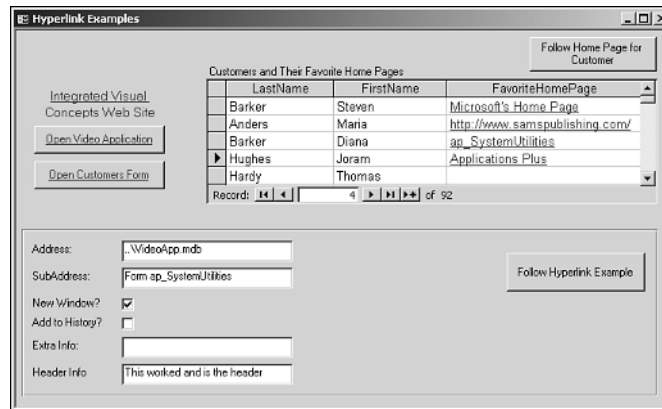 Hyperlink Examples
Follow Home Page for
Customer
Customers and Their Favorite Home Pages
LastName FirstName FavoriteHomePage
Barker Steven Microsoft's Home Page
Anders Maria http://www.samspublishing.com/
Barker Diana ap_SystemUtilities
Hughes Joram Applications Plus
Hardy Thomas
Record: 4 of 92
Integrated Visual
Concepts Web Site
Open Video Application
Open Customers Form
Address: ..\VideoApp.mdb
SubAddress: Form ap_SystemUtilities
New Window?
Add to History?
Extra Info:
Header Info This worked and is the header
Follow Hyperlink Example